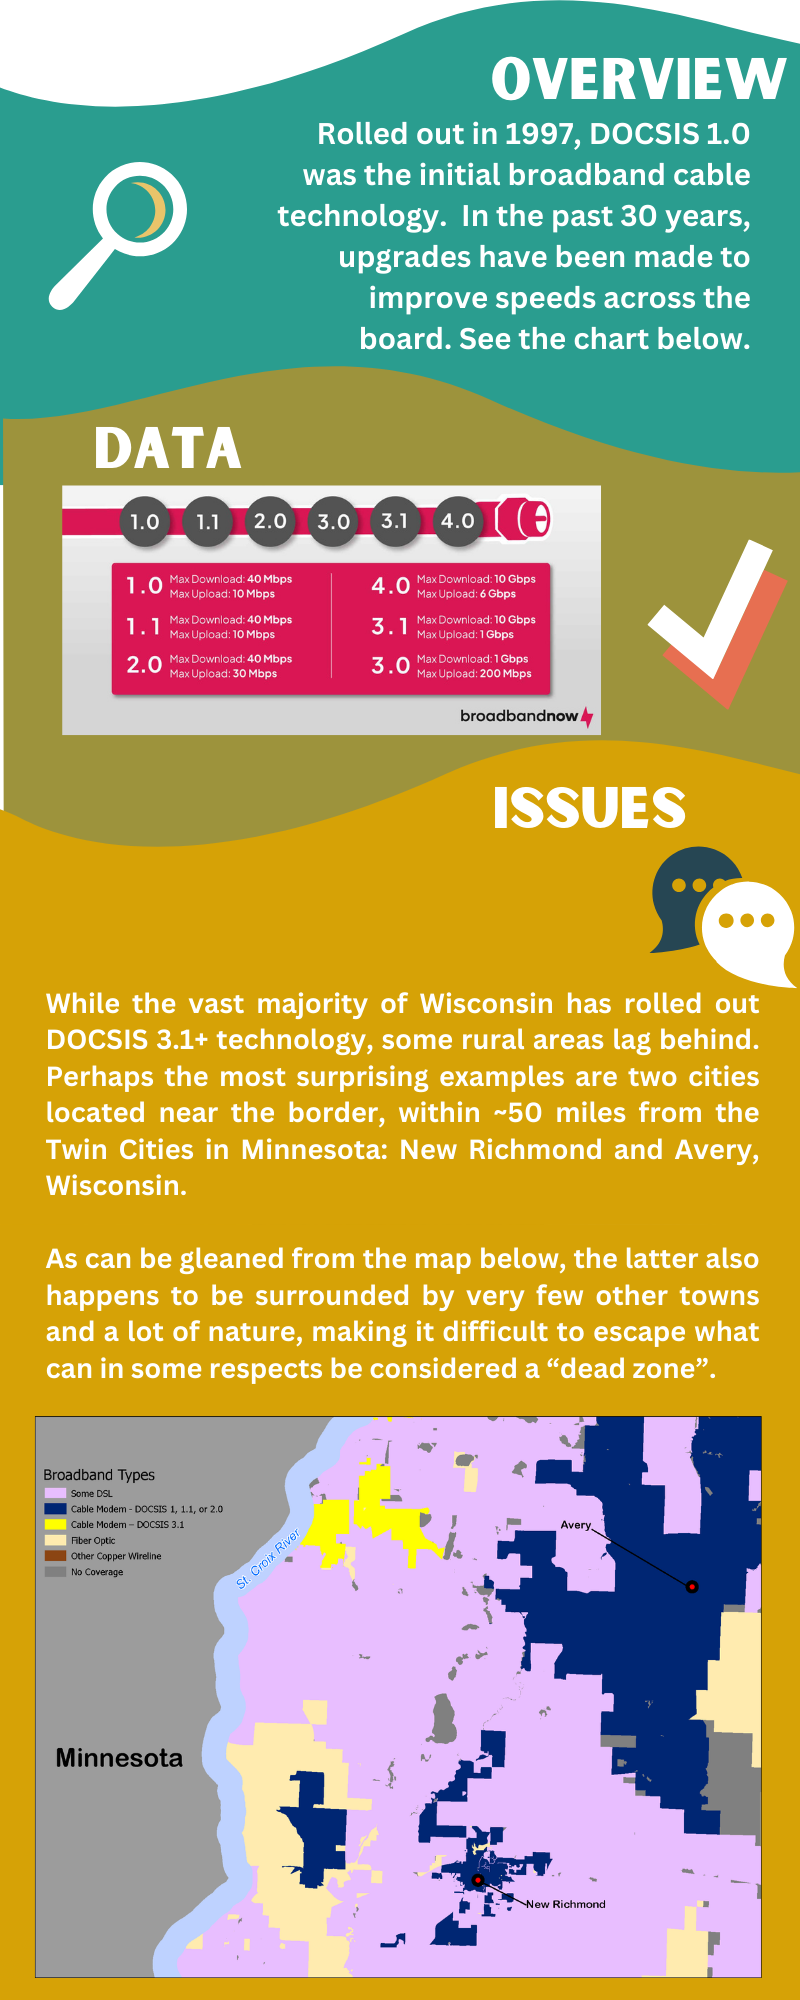 OVERVIEW
Rolled out in 1997, DOCSIS 1.0
was the initial broadband cable
technology.  In the past 30 years,
upgrades have been made to
improve speeds across the
board. See the chart below.
DATA
1.0 1.1 2.0 3.0 3.1 4.0
1.0 Max Download: 40 Mbps
Max Upload: 10 Mbps
1.1 Max Download: 40 Mbps
Max Upload: 10 Mbps
2.0 Max Download: 40 Mbps
Max Upload: 30 Mbps
4.0 Max Download: 10 Gbps
Max Upload: 6 Gbps
3.1 Max Download: 10 Gbps
Max Upload: 1 Gbps
3.0 Max Download: 1 Gbps
Max Upload: 200 Mbps
broadbandnow
ISSUES
While the vast majority of Wisconsin has rolled out
DOCSIS 3.1+ technology, some rural areas lag behind.
Perhaps the most surprising examples are two cities
located near the border, within ~50 miles from the
Twin Cities in Minnesota: New Richmond and Avery,
Wisconsin.
As can be gleaned from the map below, the latter also
happens to be surrounded by very few other towns
and a lot of nature, making it difficult to escape what
can in some respects be considered a “dead zone”.
Broadband Types
Some DSL
Cable Modem - DOCSIS 1, 1.1, or 2.0
Cable Modem – DOCSIS 3.1
Fiber Optic
Other Copper Wireline
No Coverage
St. Croix River
Avery
Minnesota
New Richmond